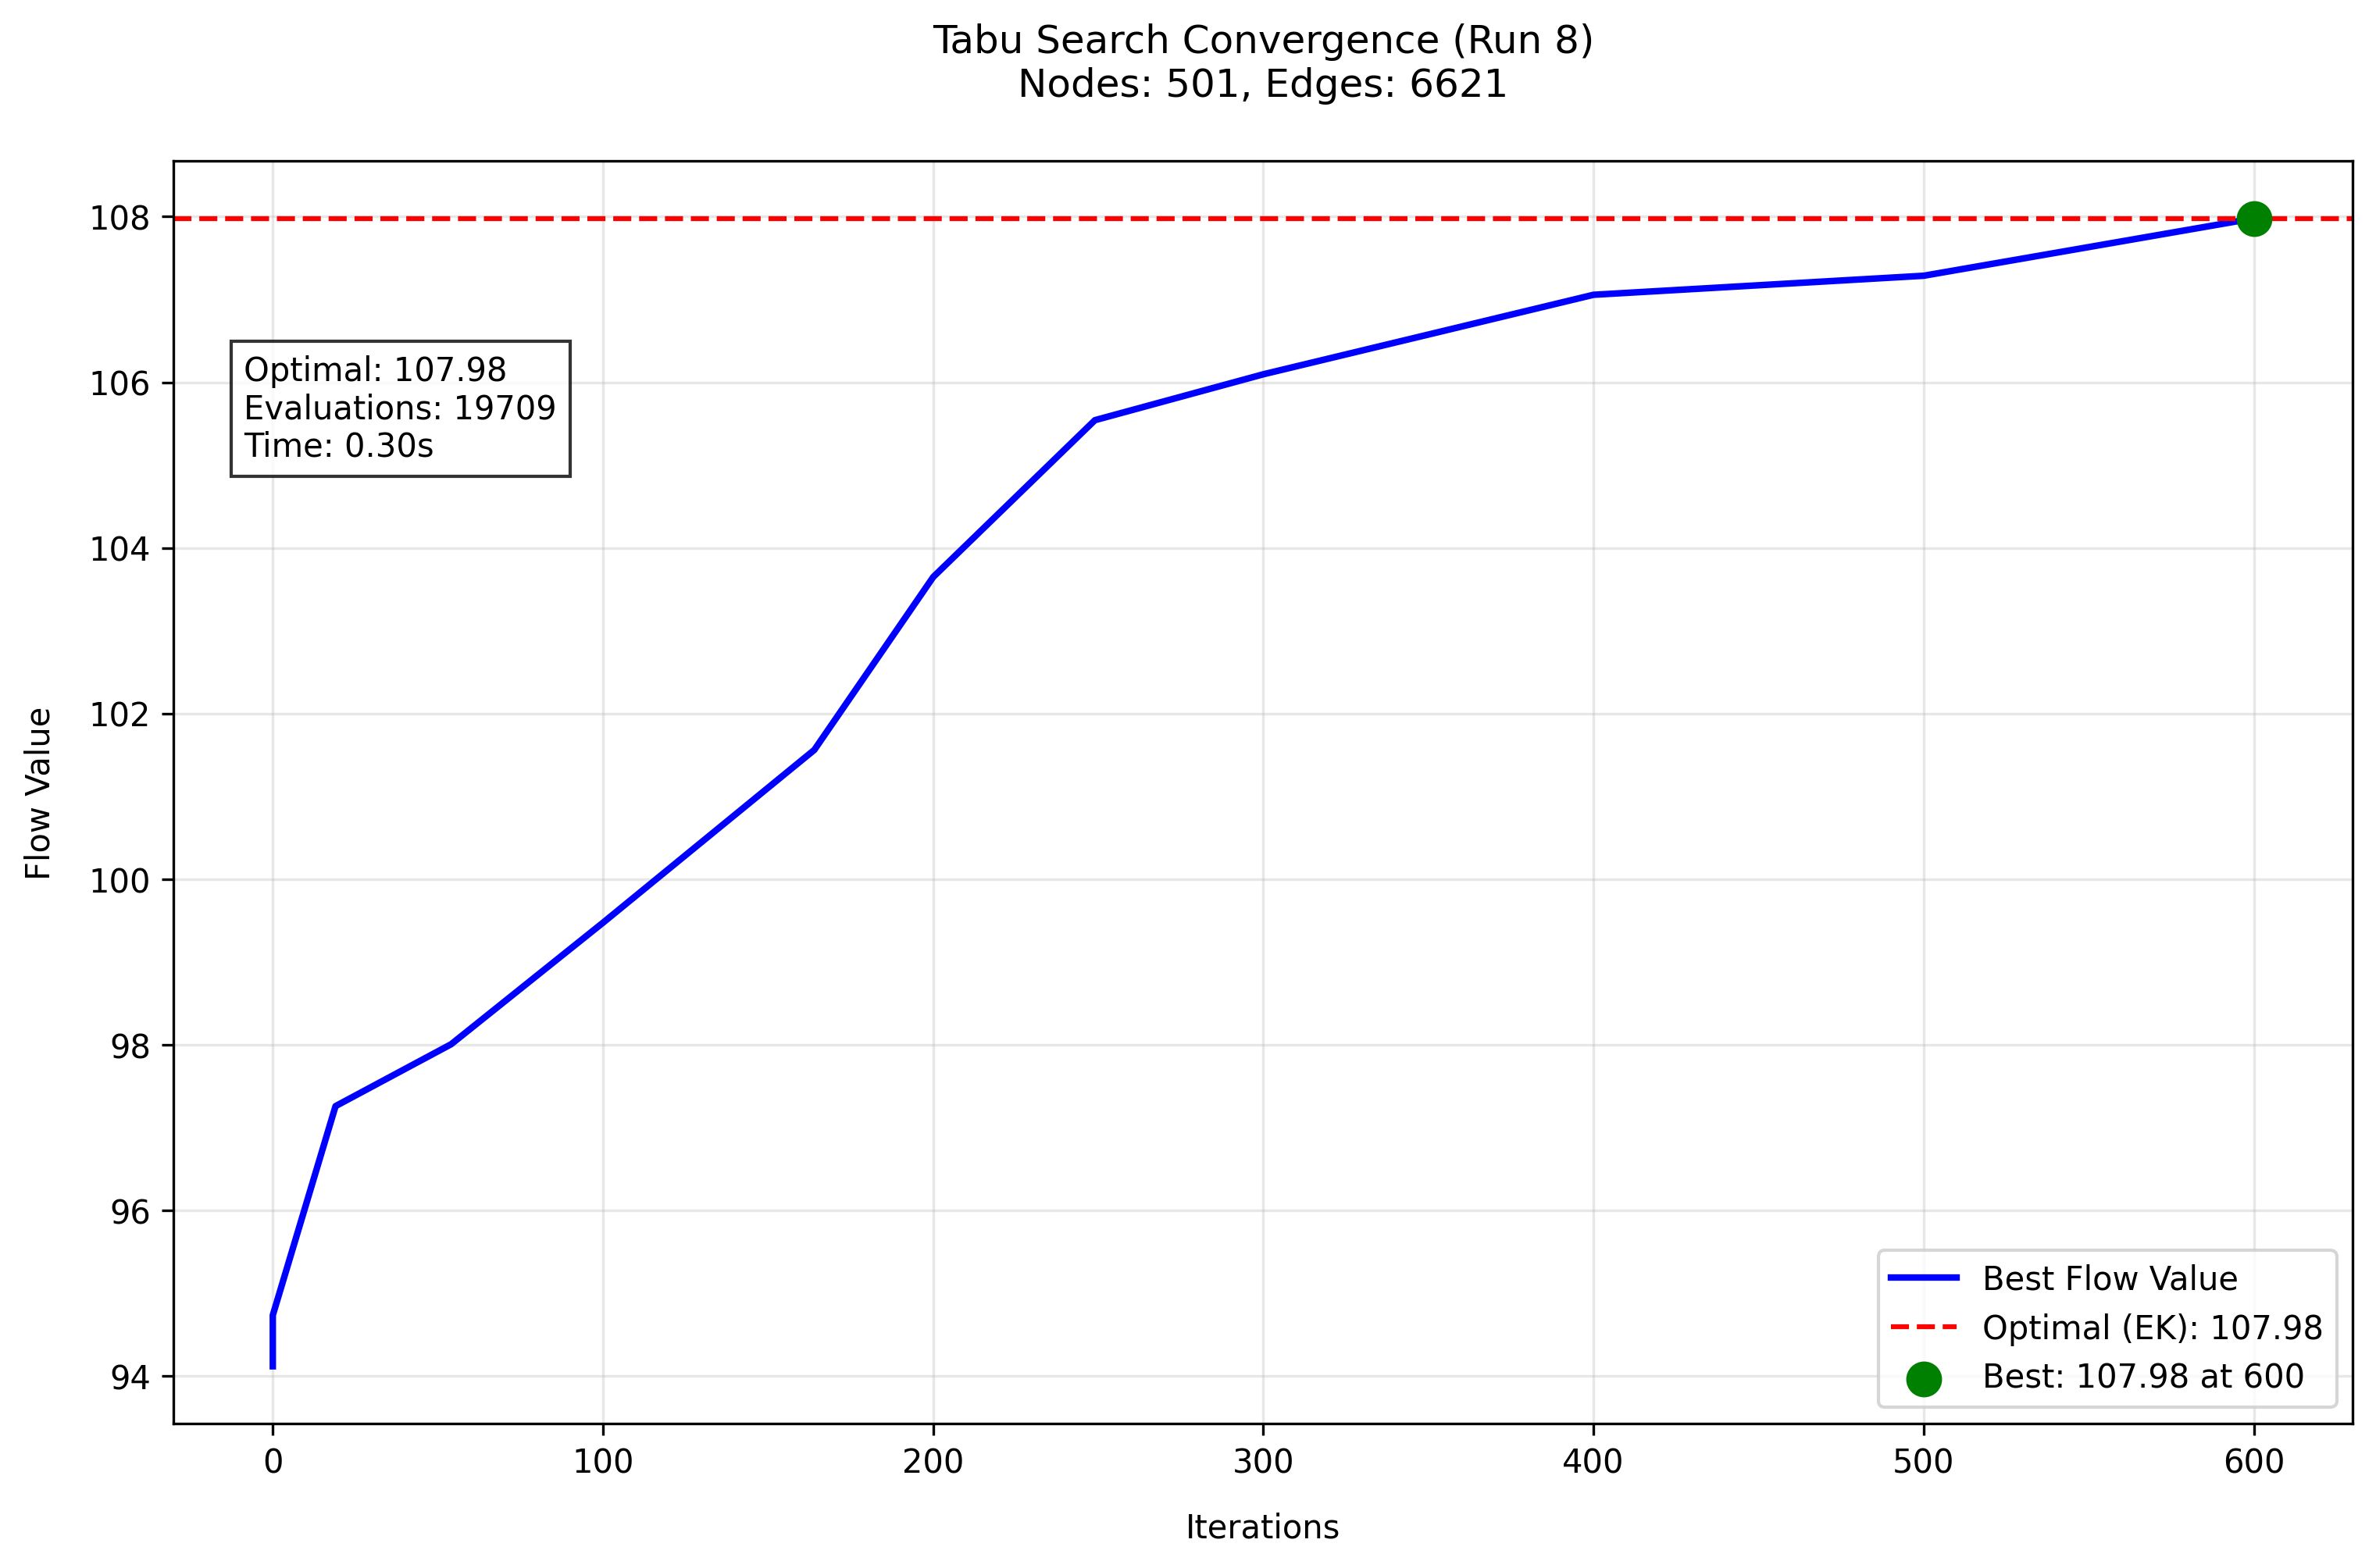 Tabu Search Convergence (Run 8)
Nodes: 501, Edges: 6621
108
106
104
102
100
98
96
94
Flow Value
Optimal: 107.98
Evaluations: 19709
Time: 0.30s
Best Flow Value
Optimal (EK): 107.98
Best: 107.98 at 600
0 100 200 300 400 500 600
Iterations